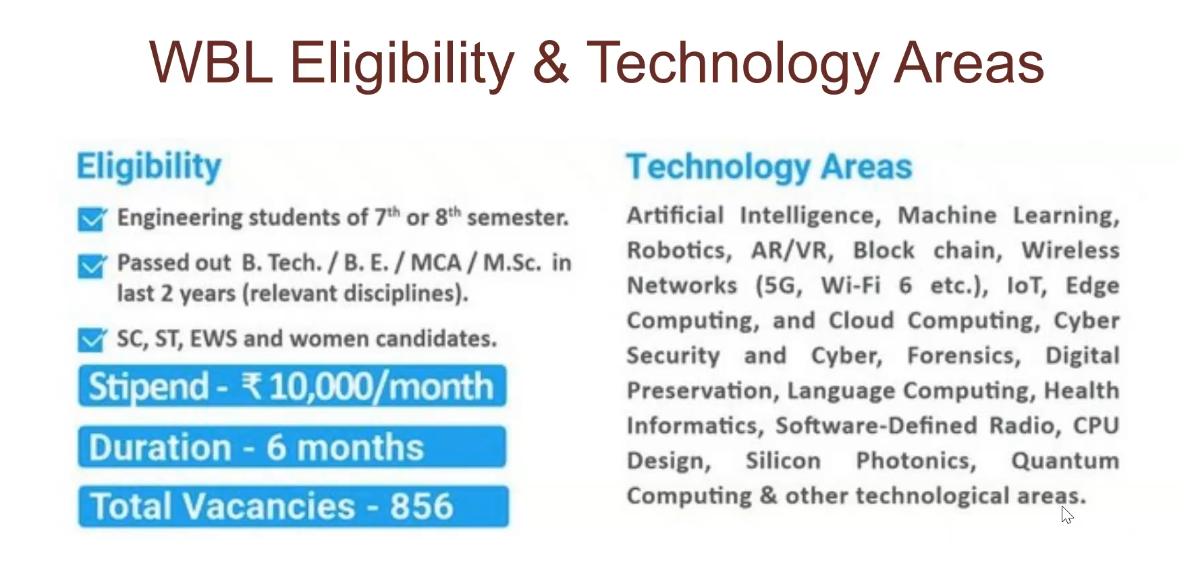 WBL Eligibility & Technology Areas
Eligibility
Engineering students of 7th or 8th semester.
Passed out B. Tech. / B. E. / MCA / M.Sc. in
last 2 years (relevant disciplines).
SC, ST, EWS and women candidates.
Stipend - ₹ 10,000/month
Duration - 6 months
Total Vacancies - 856
Technology Areas
Artificial Intelligence, Machine Learning,
Robotics, AR/VR, Block chain, Wireless
Networks (5G, Wi-Fi 6 etc.), IoT, Edge
Computing, and Cloud Computing, Cyber
Security and Cyber, Forensics, Digital
Preservation, Language Computing, Health
Informatics, Software-Defined Radio, CPU
Design, Silicon Photonics, Quantum
Computing & other technological areas.